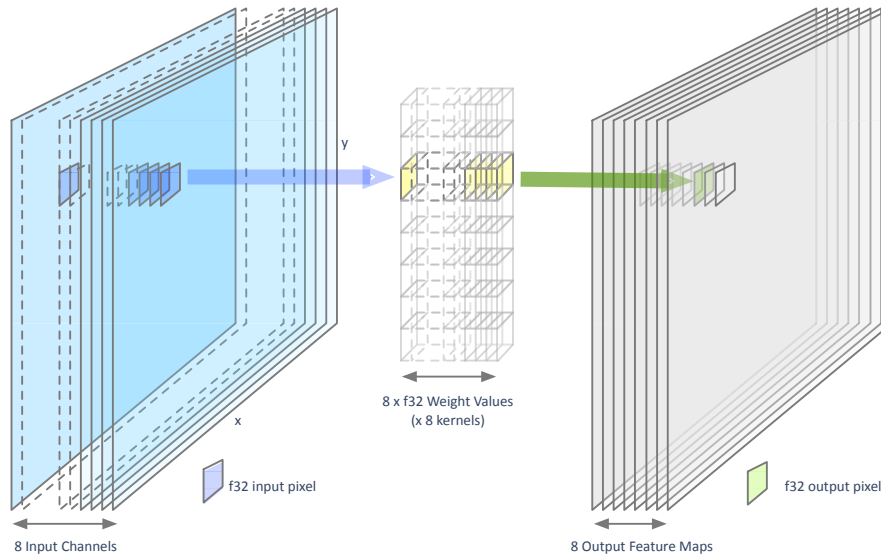 y
8 x f32 Weight Values
(x 8 kernels)
x
f32 input pixel
f32 output pixel
8 Input Channels
8 Output Feature Maps